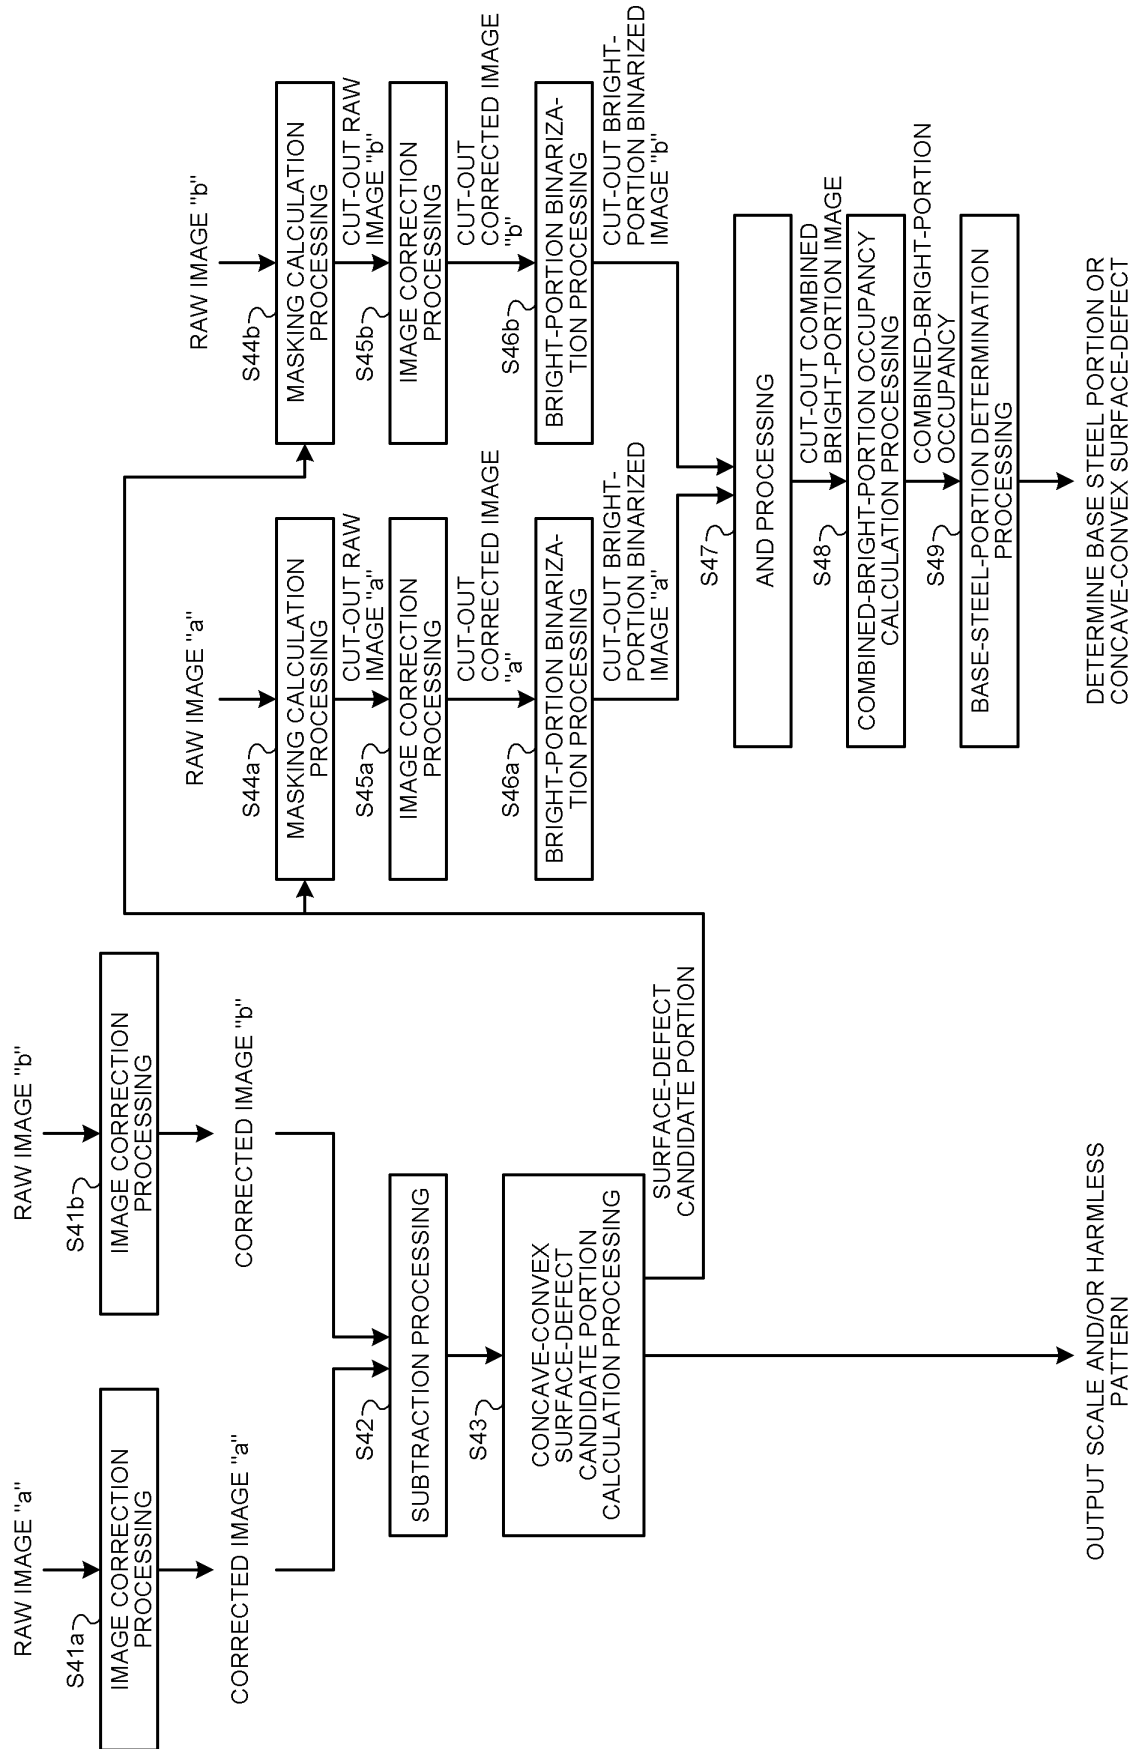 RAW IMAGE "a"
S41a
IMAGE CORRECTION
PROCESSING
CORRECTED IMAGE "a"
RAW IMAGE "b"
S41b
IMAGE CORRECTION
PROCESSING
CORRECTED IMAGE "b"
S42
SUBTRACTION PROCESSING
S43
CONCAVE-CONVEX
SURFACE-DEFECT
CANDIDATE PORTION
CALCULATION PROCESSING
SURFACE-DEFECT
CANDIDATE PORTION
OUTPUT SCALE AND/OR HARMLESS
PATTERN
RAW IMAGE "a"
S44a
MASKING CALCULATION
PROCESSING
CUT-OUT RAW
IMAGE "a"
S45a
IMAGE CORRECTION
PROCESSING
CUT-OUT
CORRECTED IMAGE
"a"
S46a
BRIGHT-PORTION BINARIZA-
TION PROCESSING
CUT-OUT BRIGHT-
PORTION BINARIZED
IMAGE "a"
RAW IMAGE "b"
S44b
MASKING CALCULATION
PROCESSING
CUT-OUT RAW
IMAGE "b"
S45b
IMAGE CORRECTION
PROCESSING
CUT-OUT
CORRECTED IMAGE
"b"
S46b
BRIGHT-PORTION BINARIZA-
TION PROCESSING
CUT-OUT BRIGHT-
PORTION BINARIZED
IMAGE "b"
S47
AND PROCESSING
CUT-OUT COMBINED
BRIGHT-PORTION IMAGE
S48
COMBINED-BRIGHT-PORTION OCCUPANCY
CALCULATION PROCESSING
COMBINED-BRIGHT-PORTION
OCCUPANCY
S49
BASE-STEEL-PORTION DETERMINATION
PROCESSING
DETERMINE BASE STEEL PORTION OR
CONCAVE-CONVEX SURFACE-DEFECT